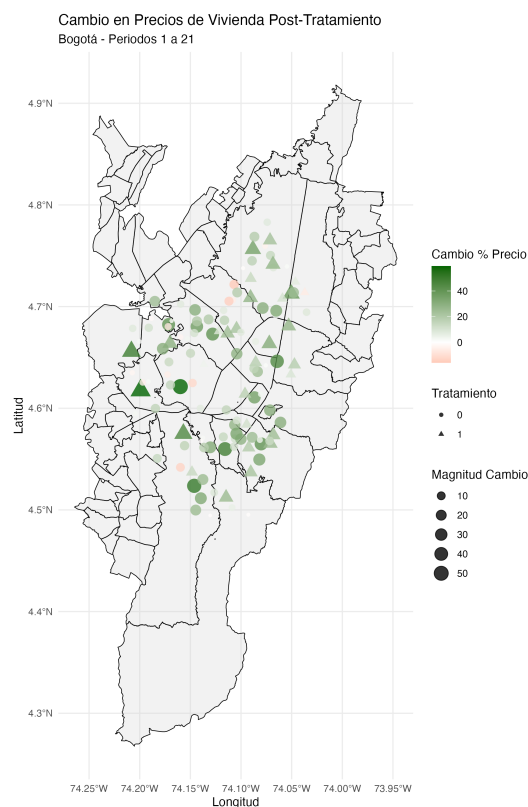 Cambio en Precios de Vivienda Post-Tratamiento
Bogotá - Periodos 1 a 21
4.9°N
4.8°N
4.7°N
4.6°N
4.5°N
4.4°N
4.3°N
Latitud
74.25°W 74.20°W 74.15°W 74.10°W 74.05°W 74.00°W 73.95°W
Longitud
Cambio % Precio
40
20
0
Tratamiento
0
1
Magnitud Cambio
10
20
30
40
50